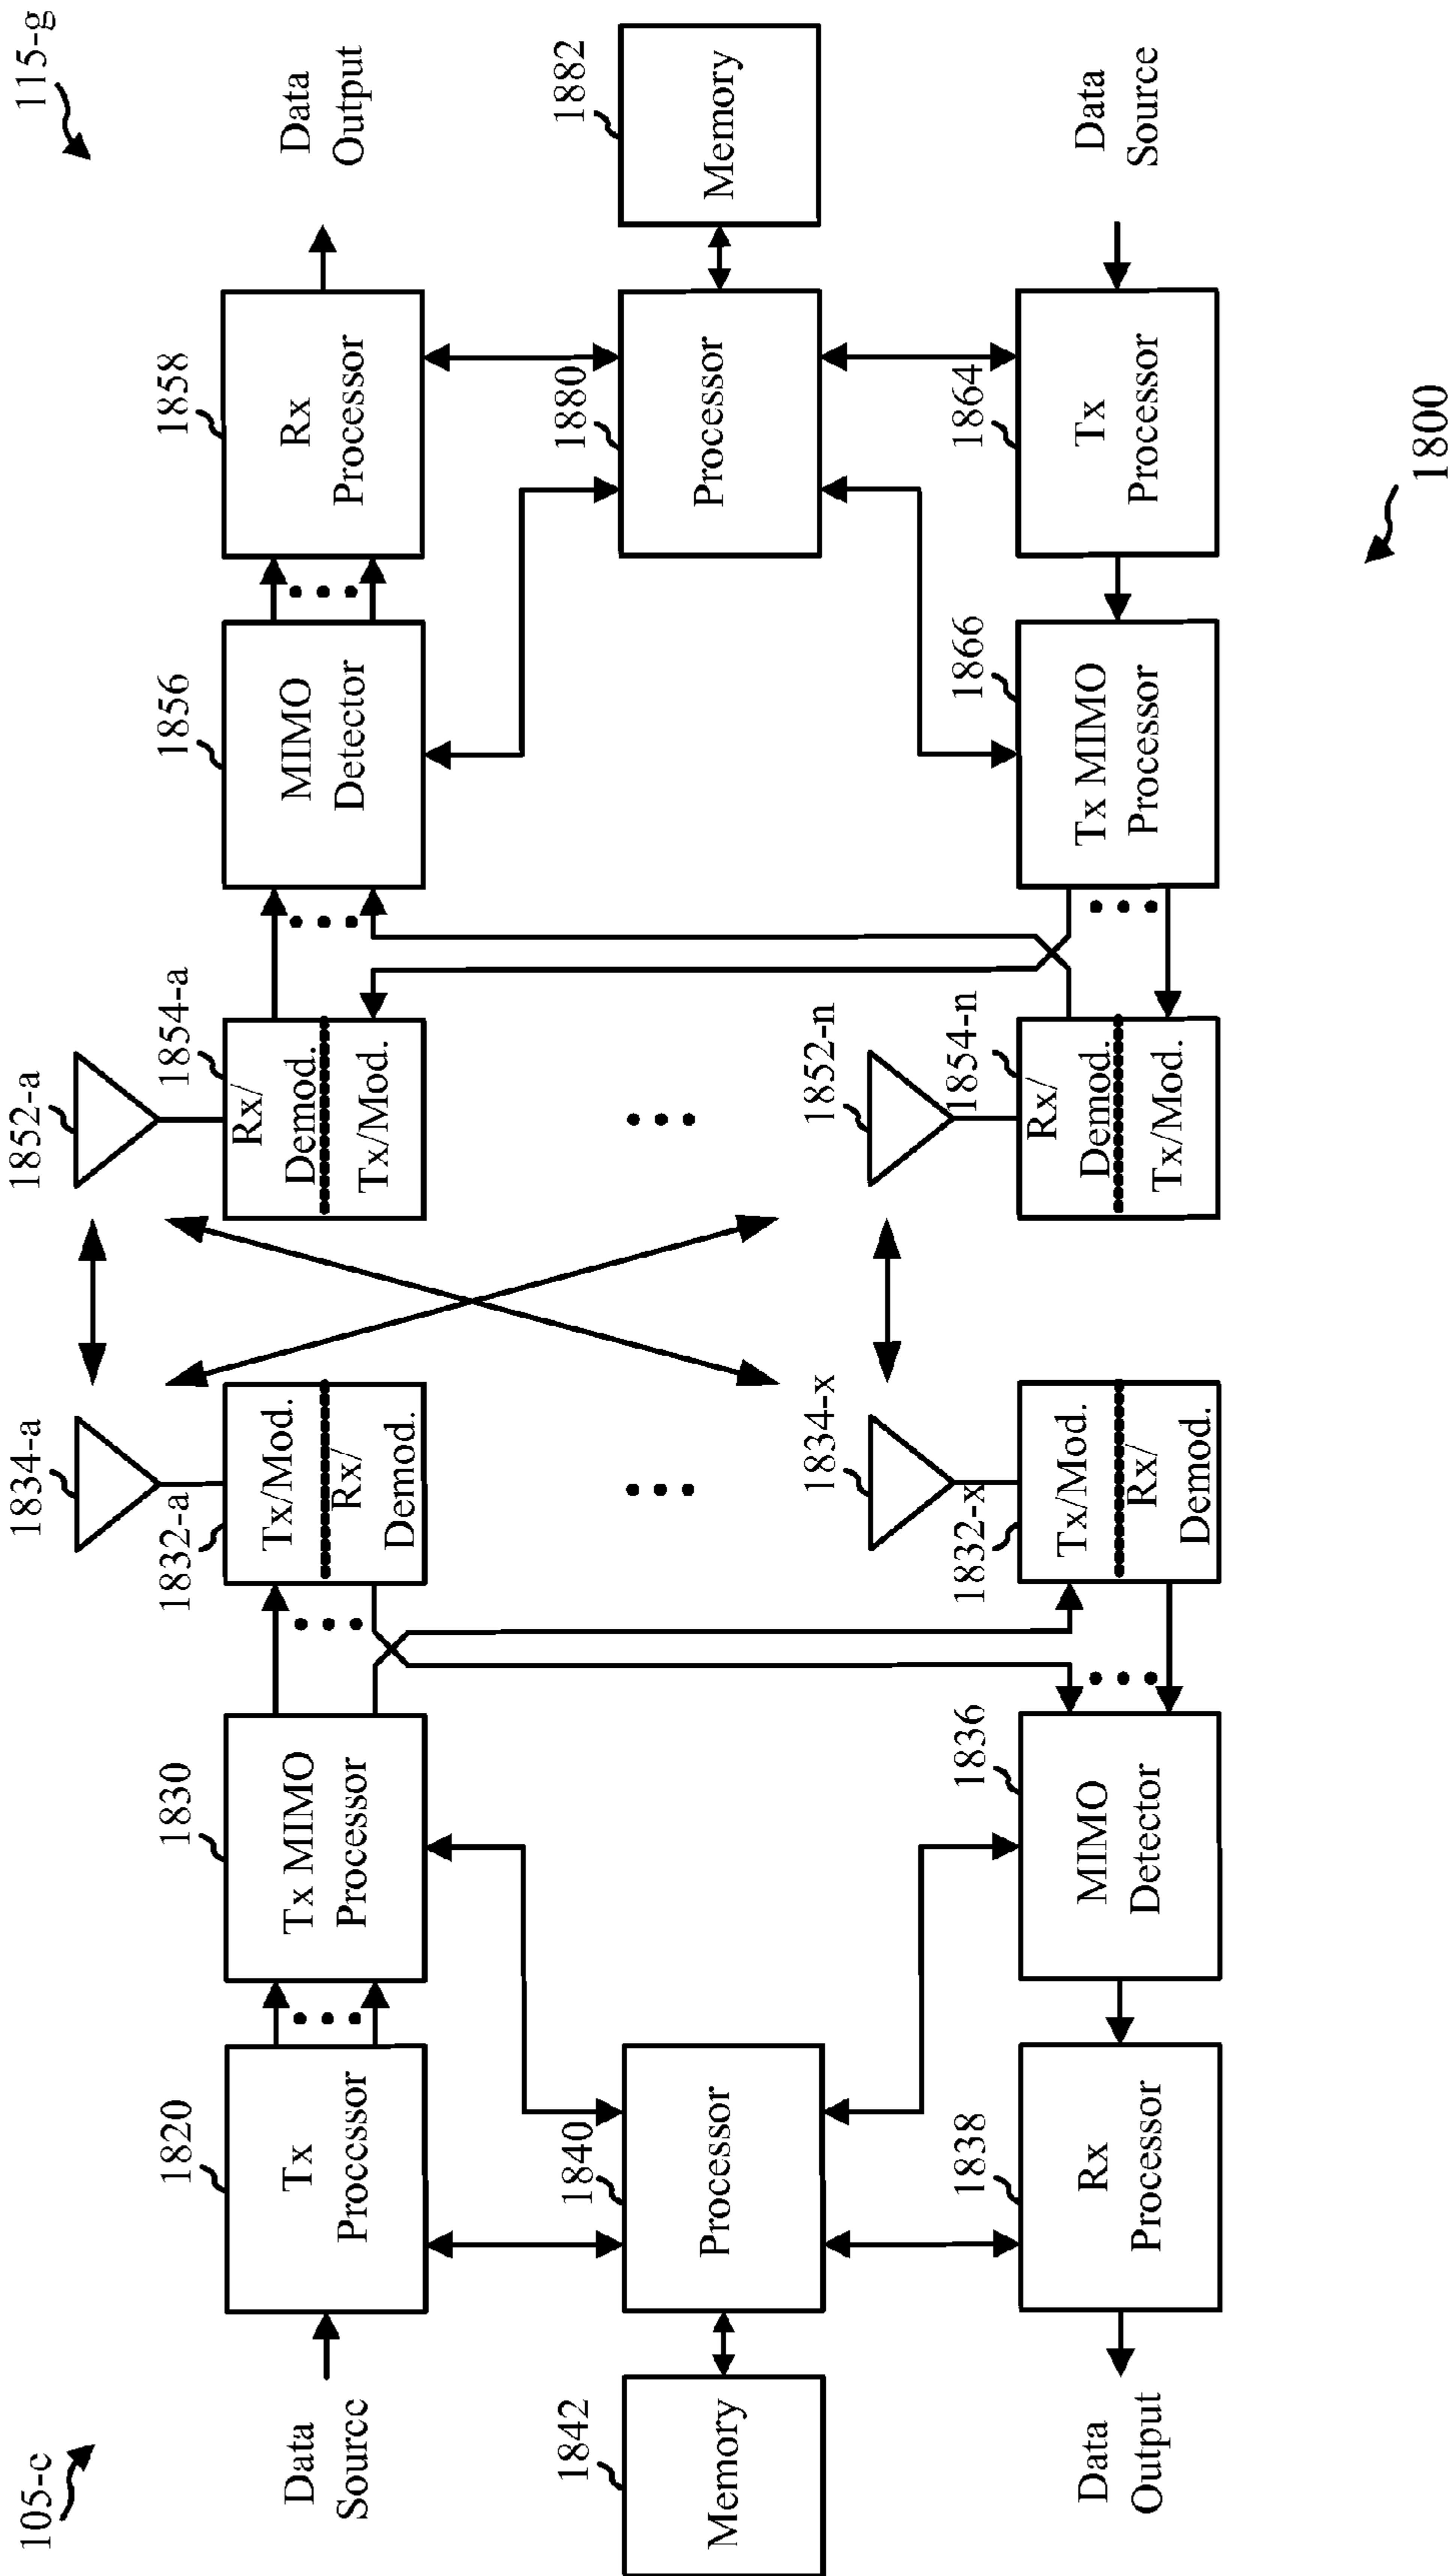 105-c
115-g
Data
Source
1820
Tx
Processor
1830
Tx MIMO
Processor
1834-a
1832-a
Tx/Mod.
Rx/
Demod.
1852-a
1854-a
Rx/
Demod.
Tx/Mod.
1856
MIMO
Detector
1858
Rx
Processor
Data
Output
1842
Memory
1840
Processor
1880
Processor
1882
Memory
Data
Output
1838
Rx
Processor
1836
MIMO
Detector
1834-x
1832-x
Tx/Mod.
Rx/
Demod.
1852-n
1854-n
Rx/
Demod.
Tx/Mod.
1866
Tx MIMO
Processor
1864
Tx
Processor
Data
Source
1800